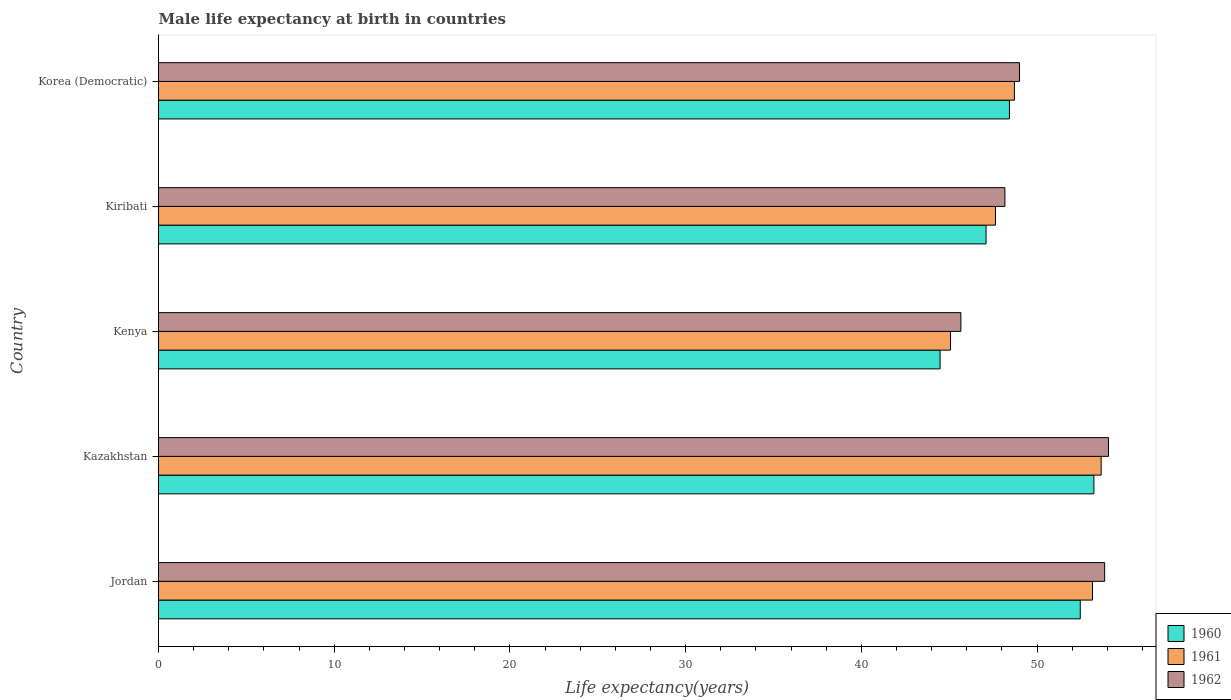 Male life expectancy at birth in countries
Korea (Democratic)
Kiribati
Kenya
Kazakhstan
Jordan
Country
0
10
20
30
40
50
Life expectancy(years)
1960
1961
1962